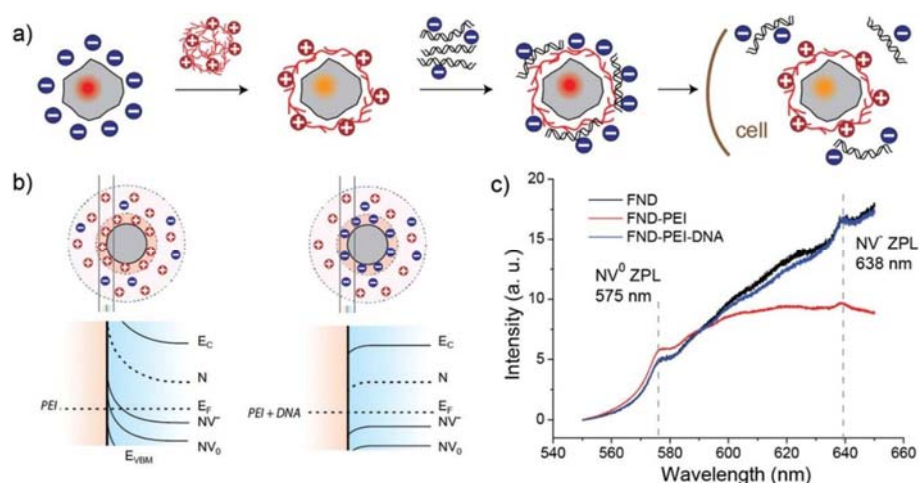 a)
cell
b)
E_C
N
PEI
E_F
NV⁻
NV₀
E_VBM
E_C
N
PEI + DNA
E_F
NV⁻
NV₀
c)
20
15
10
5
0
Intensity (a. u.)
FND
FND-PEI
FND-PEI-DNA
NV⁰ ZPL
575 nm
NV⁻ ZPL
638 nm
540 560 580 600 620 640 660
Wavelength (nm)